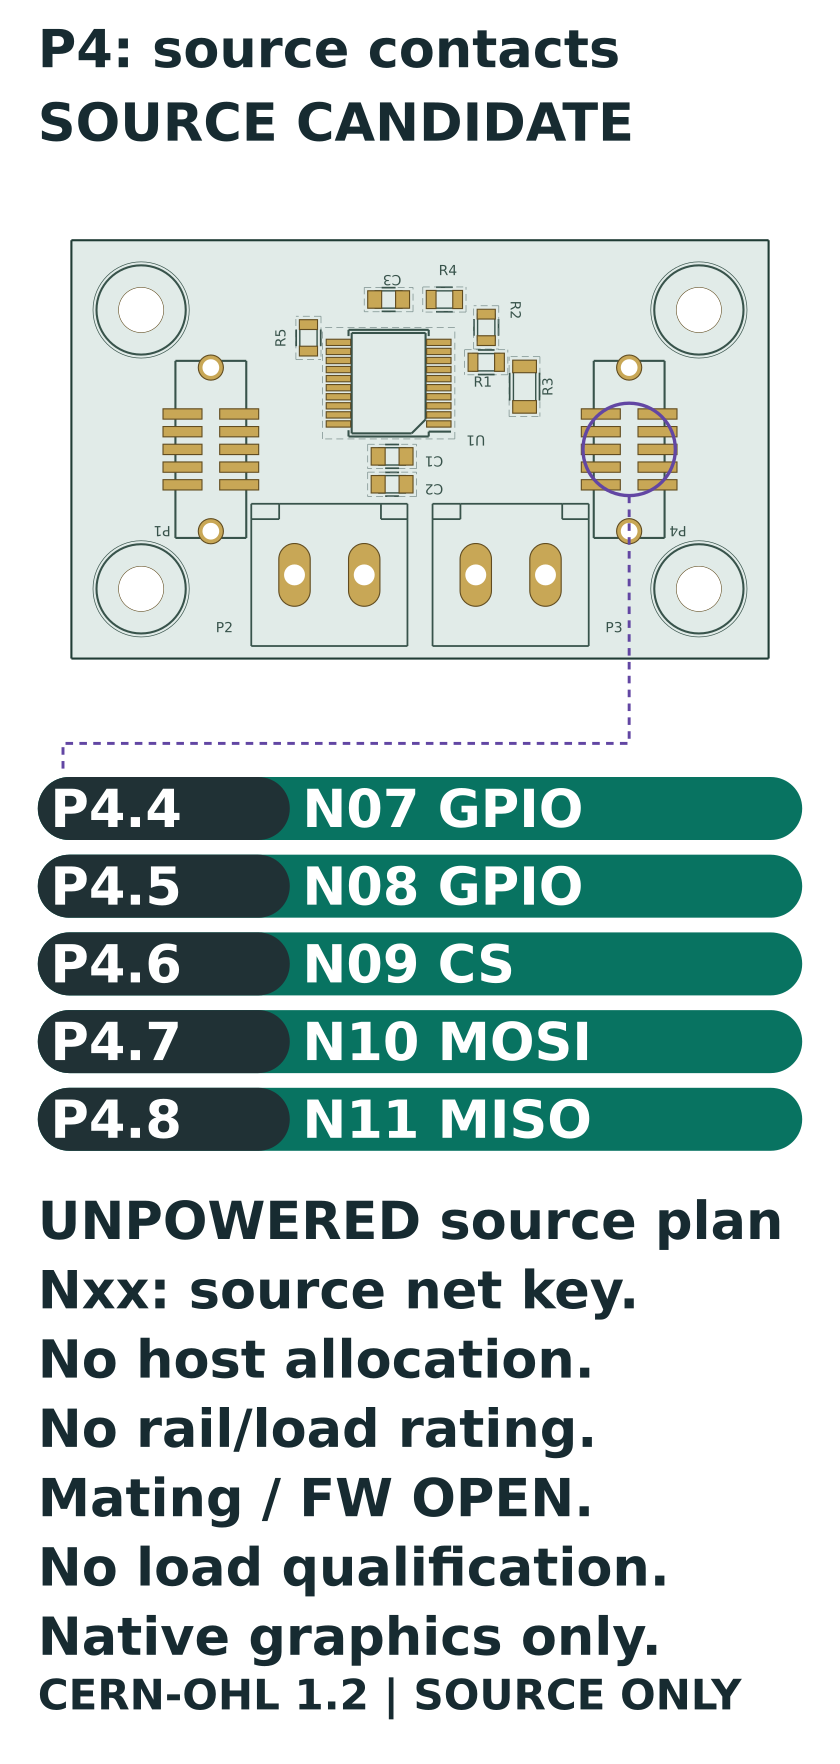 P4: source contacts
SOURCE CANDIDATE
C3
R4
R2
R5
R1
R3
U1
C1
C2
P1
P4
P2
P3
P4.4 N07 GPIO
P4.5 N08 GPIO
P4.6 N09 CS
P4.7 N10 MOSI
P4.8 N11 MISO
UNPOWERED source plan
Nxx: source net key.
No host allocation.
No rail/load rating.
Mating / FW OPEN.
No load qualification.
Native graphics only.
CERN-OHL 1.2 | SOURCE ONLY